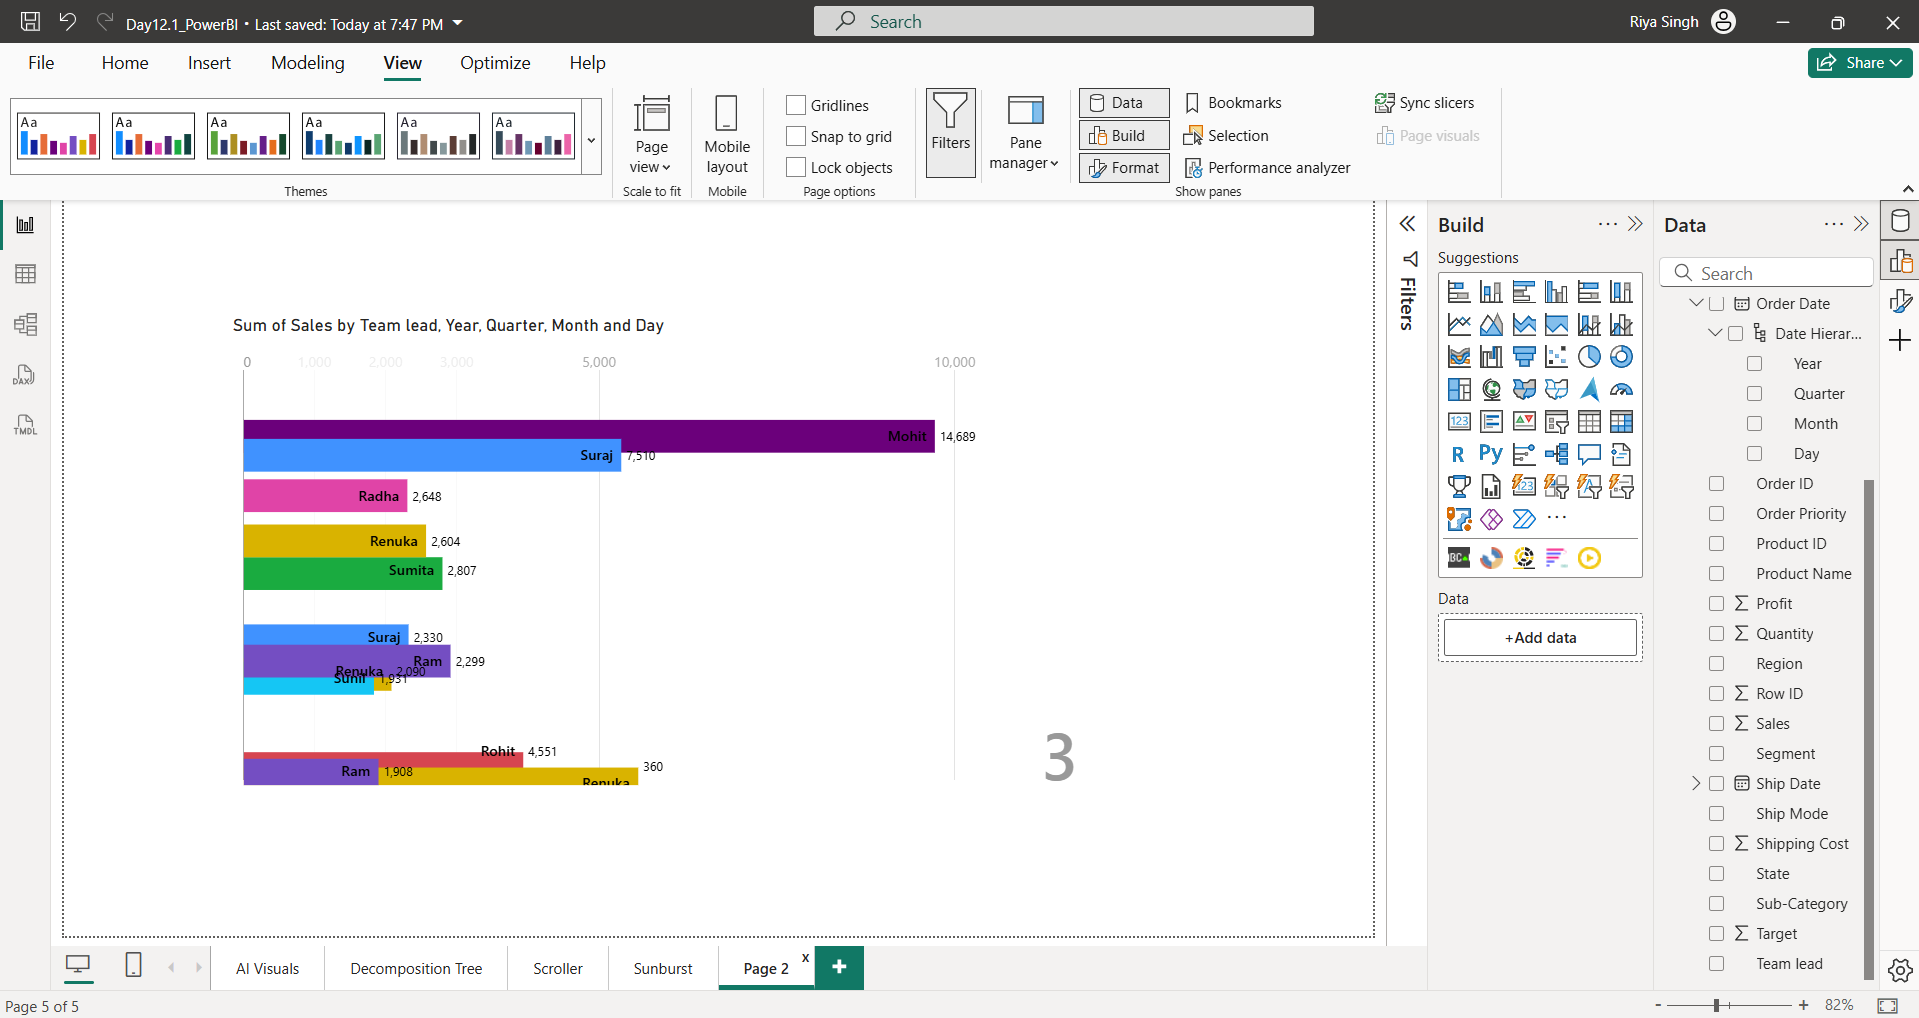 Day12.1_PowerBI • Last saved: Today at 7:47 PM
Search
Riya Singh
File Home Insert Modeling View Optimize Help
Share
Aa Aa Aa Aa Aa Aa
Themes
Page view
Scale to fit
Mobile layout
Mobile
Gridlines
Snap to grid
Lock objects
Page options
Filters
Pane manager
Data
Build
Format
Bookmarks
Selection
Performance analyzer
Sync slicers
Page visuals
Show panes
DAX
TMDL
Sum of Sales by Team lead, Year, Quarter, Month and Day
0 1,000 2,000 3,000 5,000 10,000
Mohit 14,689
Suraj 7,510
Radha 2,648
Renuka 2,604
Sumita 2,807
Suraj 2,330
Ram 2,299
Renuka 2,090
Sunil 1,931
Rohit 4,551
Ram 1,908
360
Renuka
3
Filters
Build
Suggestions
123
R Py
123
Data
+Add data
Data
Search
Order Date
Date Hierar...
Year
Quarter
Month
Day
Order ID
Order Priority
Product ID
Product Name
Profit
Quantity
Region
Row ID
Sales
Segment
Ship Date
Ship Mode
Shipping Cost
State
Sub-Category
Target
Team lead
AI Visuals
Decomposition Tree
Scroller
Sunburst
Page 2
x
+
Page 5 of 5
- + 82%